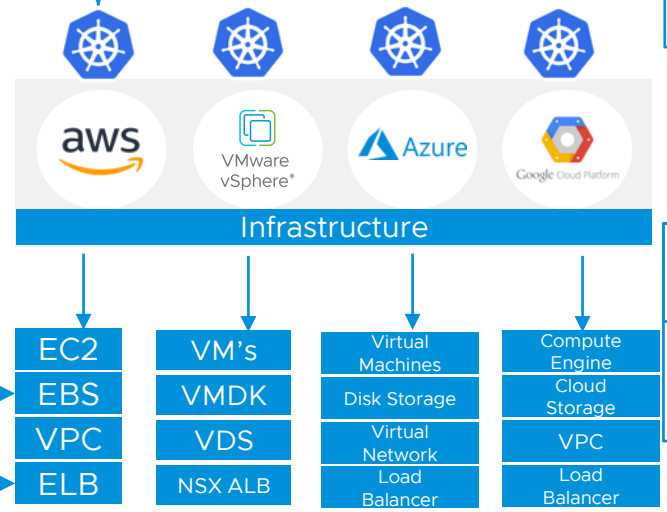 aws
VMware
vSphere®
Azure
Google Cloud Platform
Infrastructure
EC2
EBS
VPC
ELB
VM's
VMDK
VDS
NSX ALB
Virtual
Machines
Disk Storage
Virtual
Network
Load
Balancer
Compute
Engine
Cloud
Storage
VPC
Load
Balancer